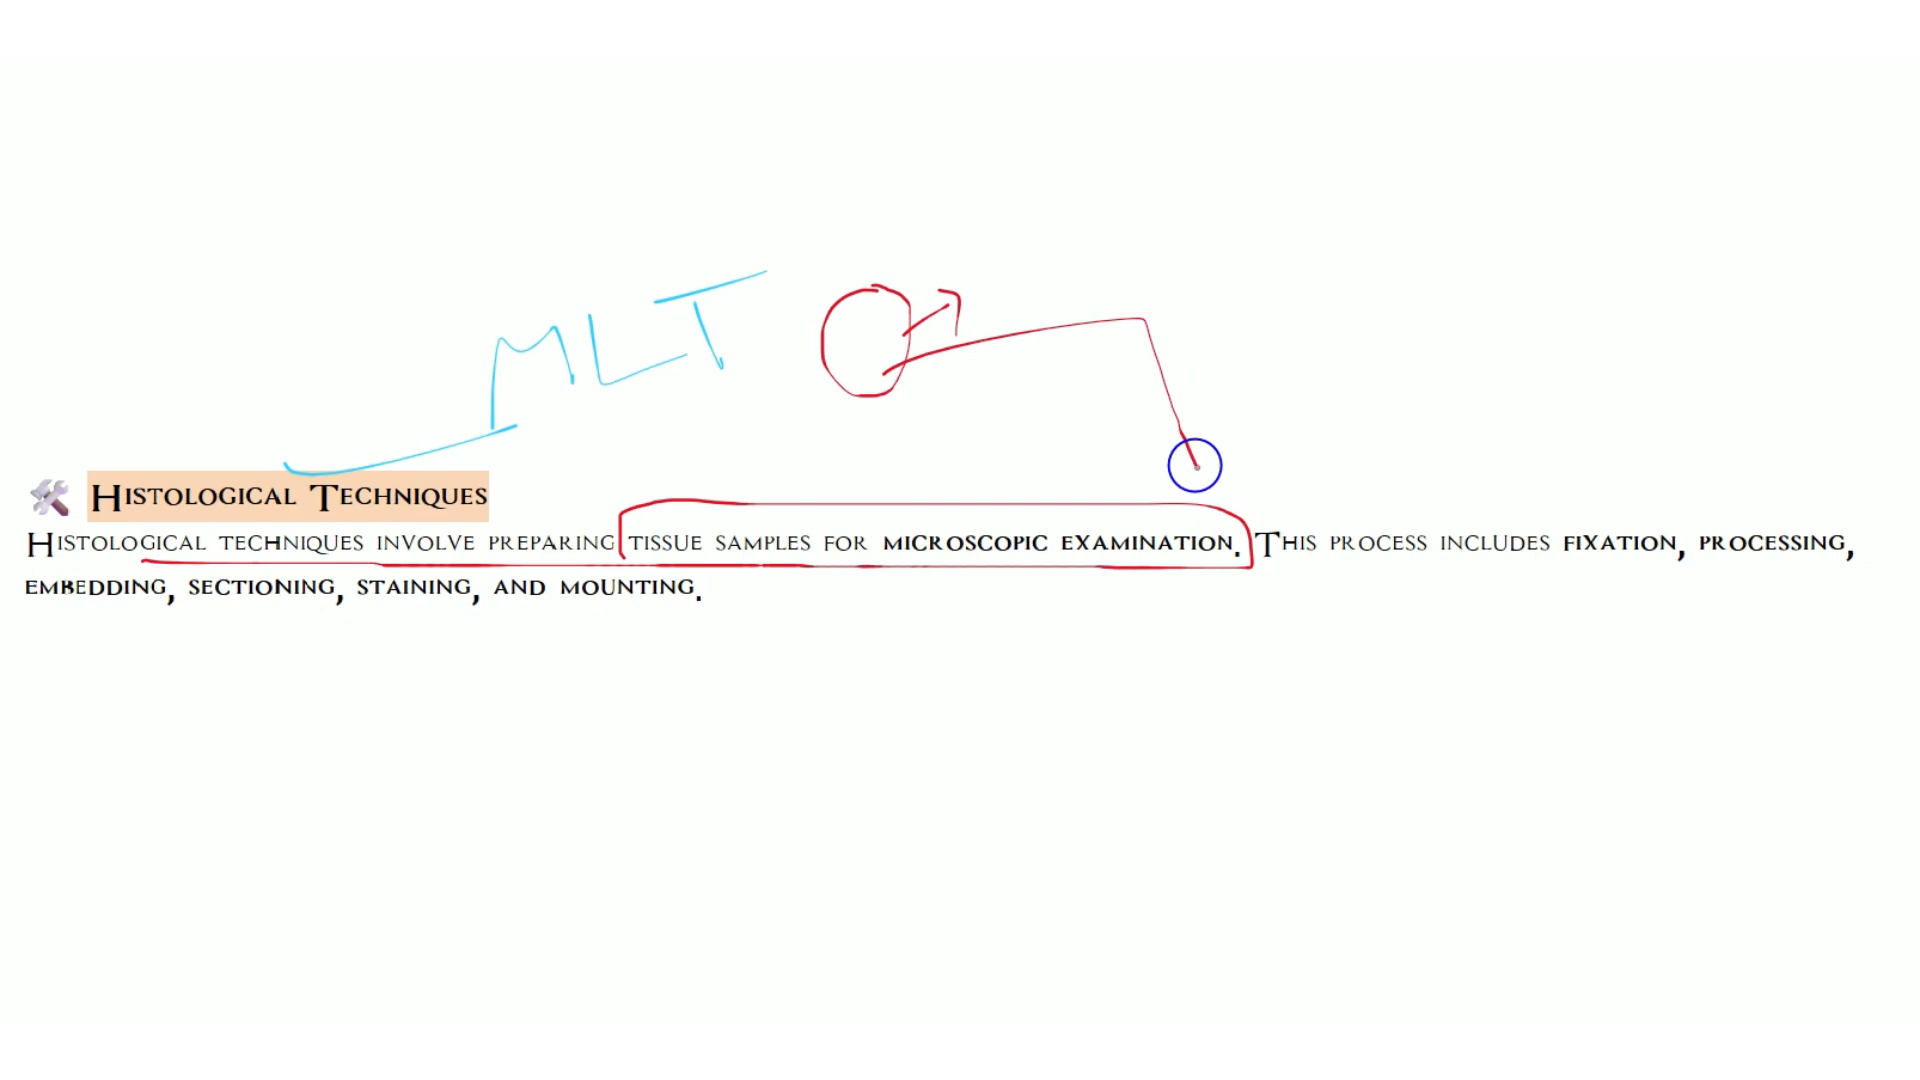 MLT
Histological Techniques
Histological techniques involve preparing tissue samples for microscopic examination. This process includes fixation, processing,
embedding, sectioning, staining, and mounting.